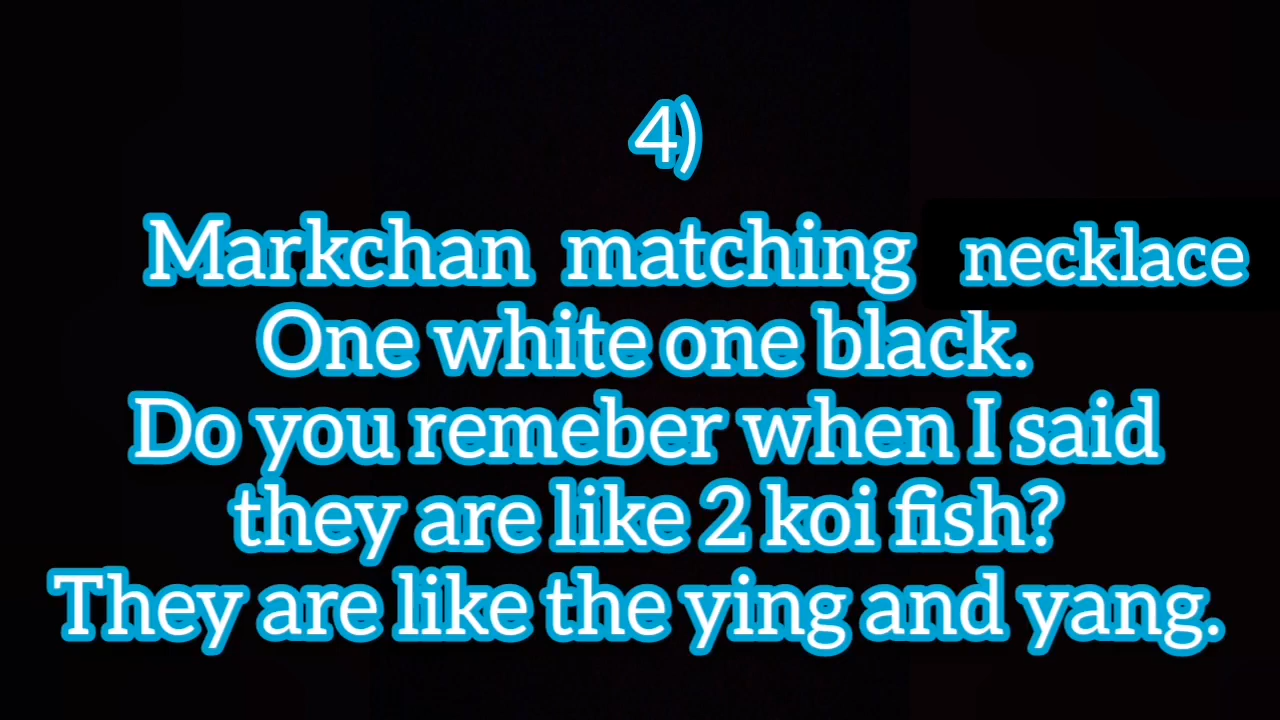 4)
Markchan matching necklace
One white one black.
Do you remeber when I said
they are like 2 koi fish?
They are like the ying and yang.